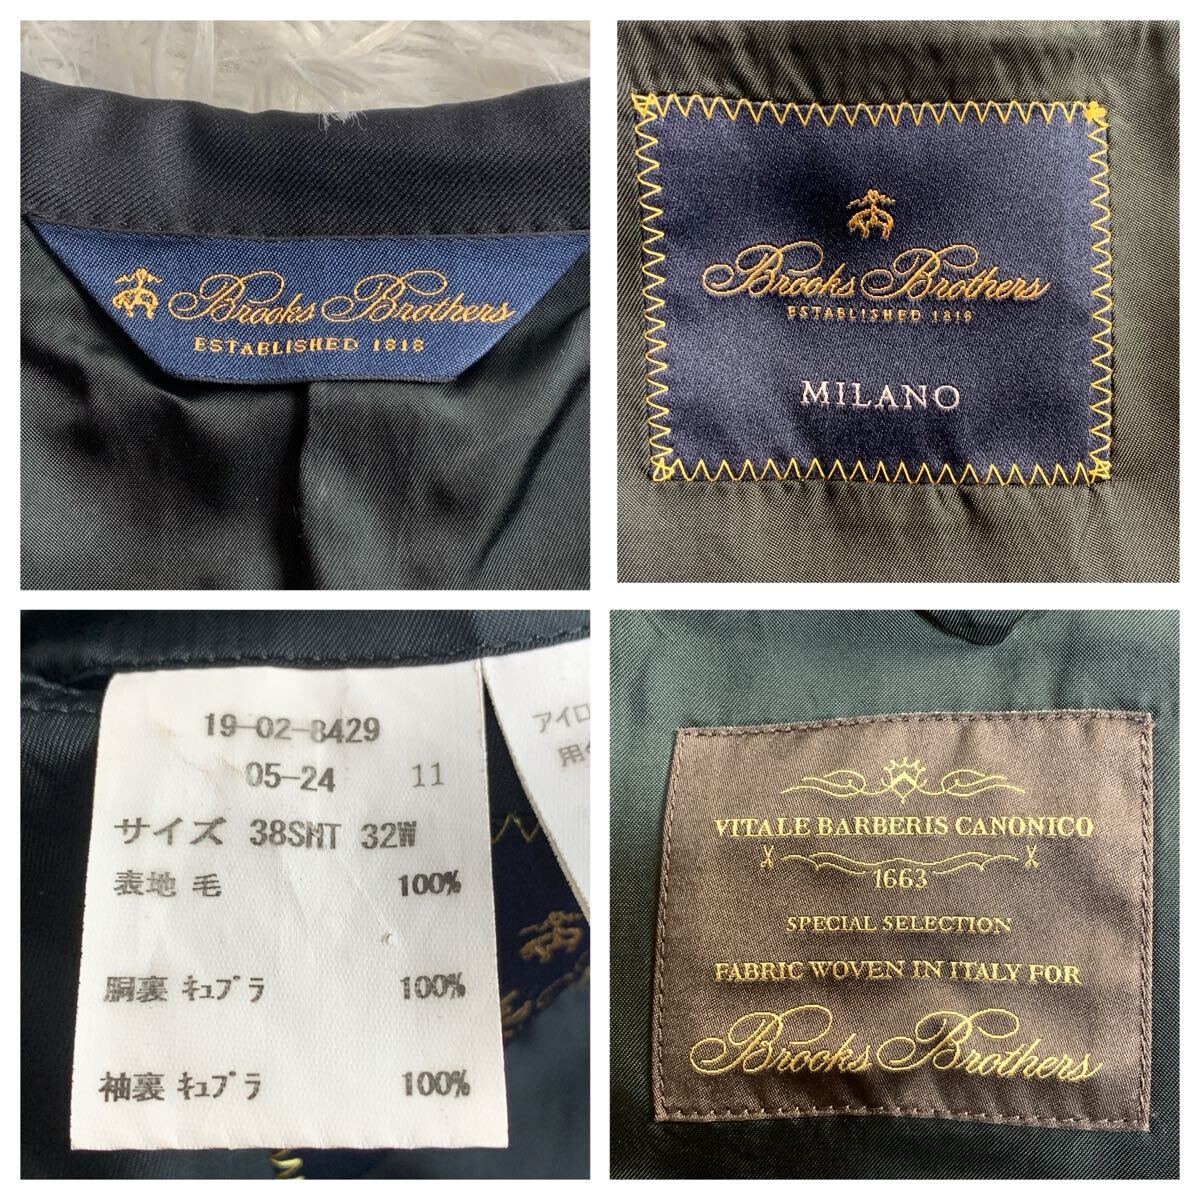 Brooks Brothers
ESTABLISHED 1818
Brooks Brothers
ESTABLISHED 1818
MILANO
19-02-8429
05-24 11
サイズ 38SHT 32W
表地 毛 100%
胴裏 キュプラ 100%
袖裏 キュプラ 100%
アイロ
VITALE BARBERIS CANONICO
1663
SPECIAL SELECTION
FABRIC WOVEN IN ITALY FOR
Brooks Brothers